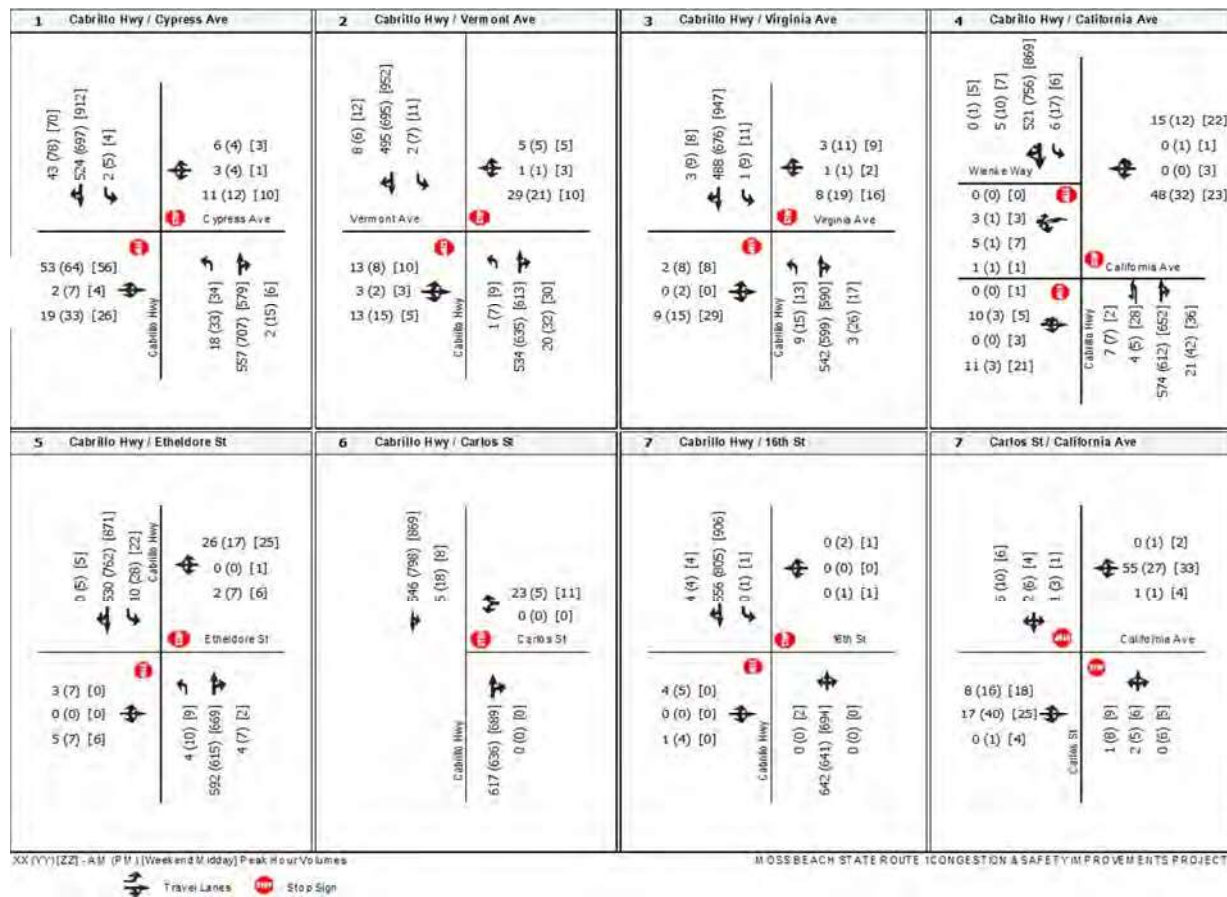 1 Cabrillo Hwy / Cypress Ave
43 (78) [70]
524 (697) [912]
2 (5) [4]
6 (4) [3]
3 (4) [1]
11 (12) [10]
Cypress Ave
53 (64) [56]
2 (7) [4]
19 (33) [26]
Cabrillo Hwy
18 (33) [34]
557 (707) [579]
2 (15) [6]
2 Cabrillo Hwy / Vermont Ave
8 (6) [12]
495 (695) [952]
2 (7) [11]
5 (5) [5]
1 (1) [3]
29 (21) [10]
Vermont Ave
13 (8) [10]
3 (2) [3]
13 (15) [5]
Cabrillo Hwy
1 (7) [9]
534 (635) [613]
20 (32) [30]
3 Cabrillo Hwy / Virginia Ave
3 (9) [8]
488 (676) [947]
1 (9) [11]
3 (11) [9]
1 (1) [2]
8 (19) [16]
Virginia Ave
2 (8) [8]
0 (2) [0]
9 (15) [29]
Cabrillo Hwy
9 (15) [13]
542 (599) [590]
3 (26) [17]
4 Cabrillo Hwy / California Ave
0 (1) [5]
5 (10) [7]
521 (756) [869]
6 (17) [6]
15 (12) [22]
0 (1) [1]
0 (0) [3]
48 (32) [23]
Wienke Way
0 (0) [0]
3 (1) [3]
5 (1) [7]
1 (1) [1]
California Ave
0 (0) [1]
10 (3) [5]
0 (0) [3]
11 (3) [21]
Cabrillo Hwy
7 (7) [2]
4 (5) [28]
574 (612) [652]
21 (42) [36]
5 Cabrillo Hwy / Etheldore St
0 (5) [5]
530 (762) [871]
10 (26) [22]
Cabrillo Hwy
26 (17) [25]
0 (0) [1]
2 (7) [6]
Etheldore St
3 (7) [0]
0 (0) [0]
5 (7) [6]
4 (10) [9]
592 (615) [669]
4 (7) [2]
6 Cabrillo Hwy / Carlos St
646 (798) [869]
5 (18) [8]
23 (5) [11]
0 (0) [0]
Carlos St
Cabrillo Hwy
617 (636) [689]
0 (0) [0]
7 Cabrillo Hwy / 16th St
4 (4) [4]
656 (805) [906]
0 (1) [1]
0 (2) [1]
0 (0) [0]
0 (1) [1]
16th St
4 (5) [0]
0 (0) [0]
1 (4) [0]
Cabrillo Hwy
0 (0) [2]
642 (641) [694]
0 (0) [0]
7 Carlos St / California Ave
6 (10) [6]
2 (6) [4]
1 (3) [1]
0 (1) [2]
55 (27) [33]
1 (1) [4]
California Ave
8 (16) [18]
17 (40) [25]
0 (1) [4]
Carlos St
1 (8) [9]
2 (5) [6]
0 (6) [5]
XX (YY) [ZZ] - AM (PM) [Weekend Midday] Peak Hour Volumes
MOSS BEACH STATE ROUTE 1 CONGESTION & SAFETY IMPROVEMENTS PROJECT
Travel Lanes
STOP Stop Sign